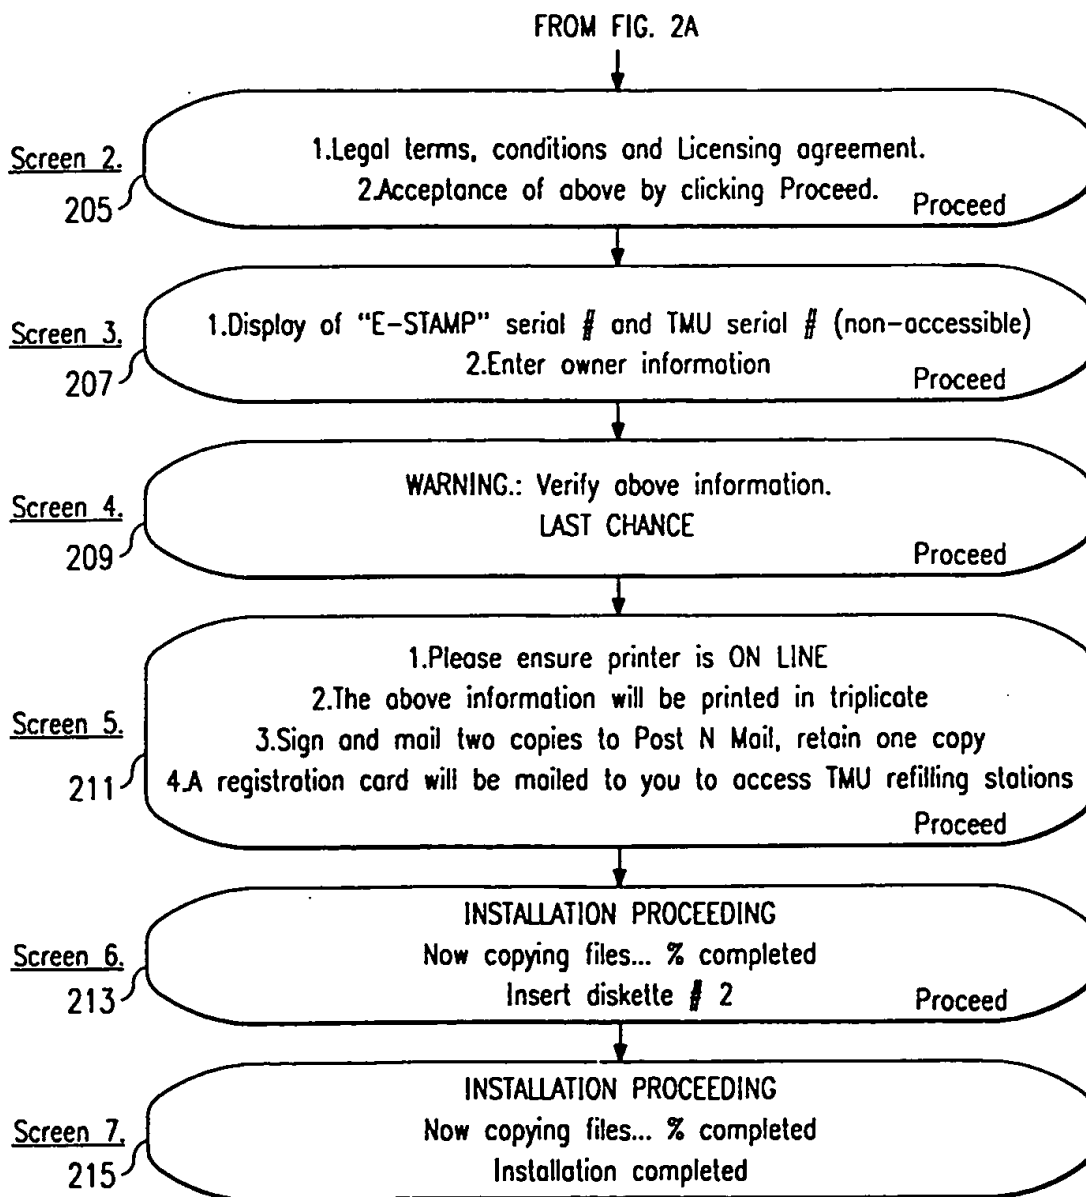 FROM FIG. 2A
Screen 2.
205
1.Legal terms, conditions and Licensing agreement.
2.Acceptance of above by clicking Proceed.
Proceed
Screen 3.
207
1.Display of "E-STAMP" serial # and TMU serial # (non-accessible)
2.Enter owner information
Proceed
Screen 4.
209
WARNING.: Verify above information.
LAST CHANCE
Proceed
Screen 5.
211
1.Please ensure printer is ON LINE
2.The above information will be printed in triplicate
3.Sign and mail two copies to Post N Mail, retain one copy
4.A registration card will be mailed to you to access TMU refilling stations
Proceed
Screen 6.
213
INSTALLATION PROCEEDING
Now copying files... % completed
Insert diskette # 2
Proceed
Screen 7.
215
INSTALLATION PROCEEDING
Now copying files... % completed
Installation completed